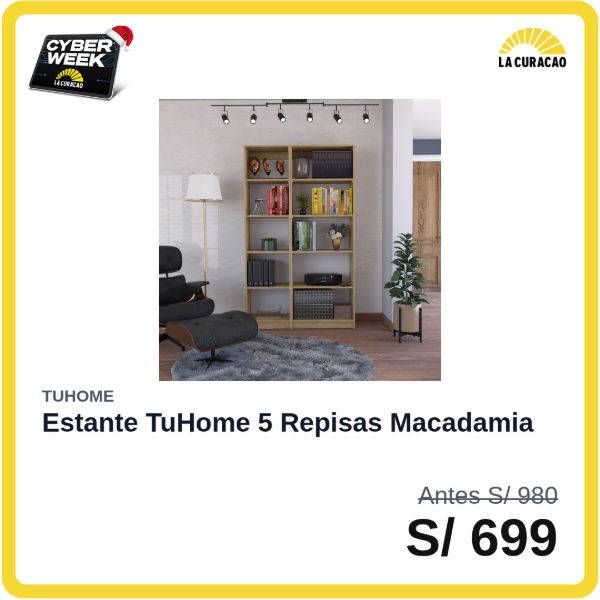 CYBER
WEEK
LA CURACAO
LA CURACAO
TUHOME
Estante TuHome 5 Repisas Macadamia
Antes S/ 980
S/ 699